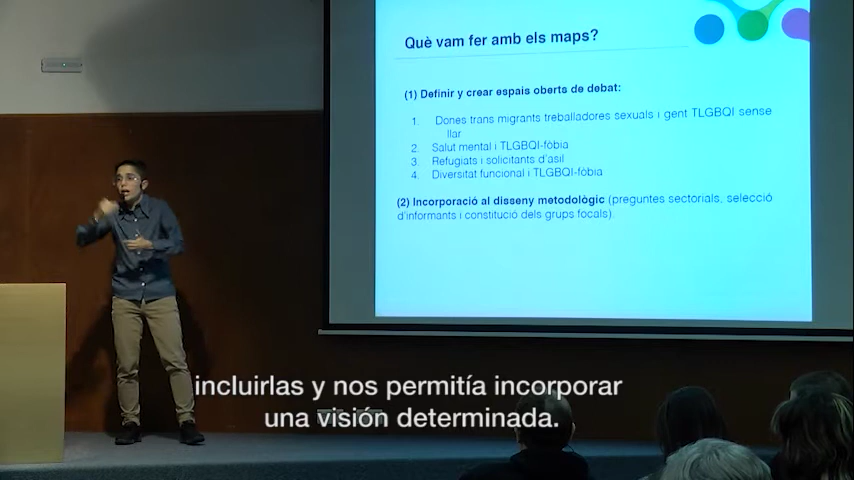 Què vam fer amb els maps?
(1) Definir y crear espais oberts de debat:
1. Dones trans migrants treballadores sexuals i gent TLGBQI sense
llar
2. Salut mental i TLGBQI-fòbia
3. Refugiats i solicitants d'asil
4. Diversitat funcional i TLGBQI-fòbia
(2) Incorporació al disseny metodològic (preguntes sectorials, selecció
d'informants i constitució dels grups focals).
incluirlas y nos permitía incorporar
una visión determinada.